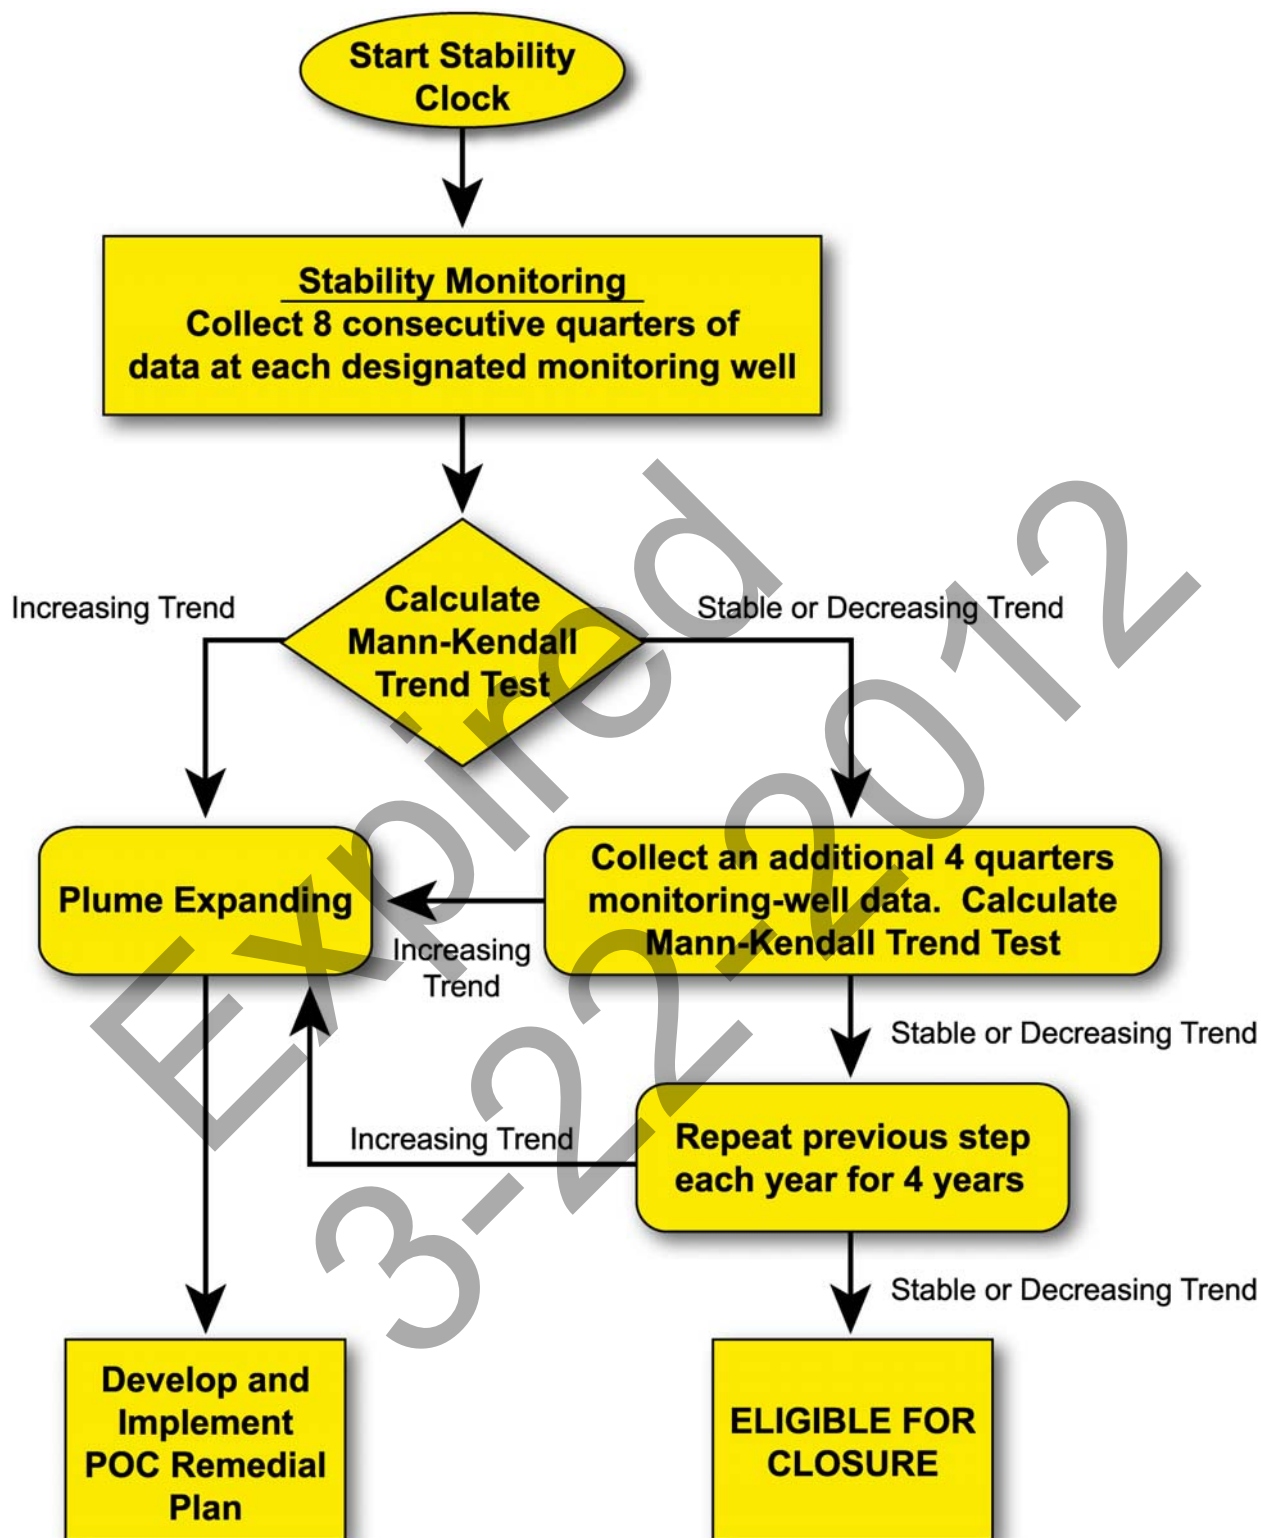 Start Stability
Clock
Stability Monitoring
Collect 8 consecutive quarters of
data at each designated monitoring well
Increasing Trend
Calculate
Mann-Kendall
Trend Test
Stable or Decreasing Trend
Plume Expanding
Increasing
Trend
Collect an additional 4 quarters
monitoring-well data. Calculate
Mann-Kendall Trend Test
Stable or Decreasing Trend
Increasing Trend
Repeat previous step
each year for 4 years
Stable or Decreasing Trend
Develop and
Implement
POC Remedial
Plan
ELIGIBLE FOR
CLOSURE
Expired
3-22-2012